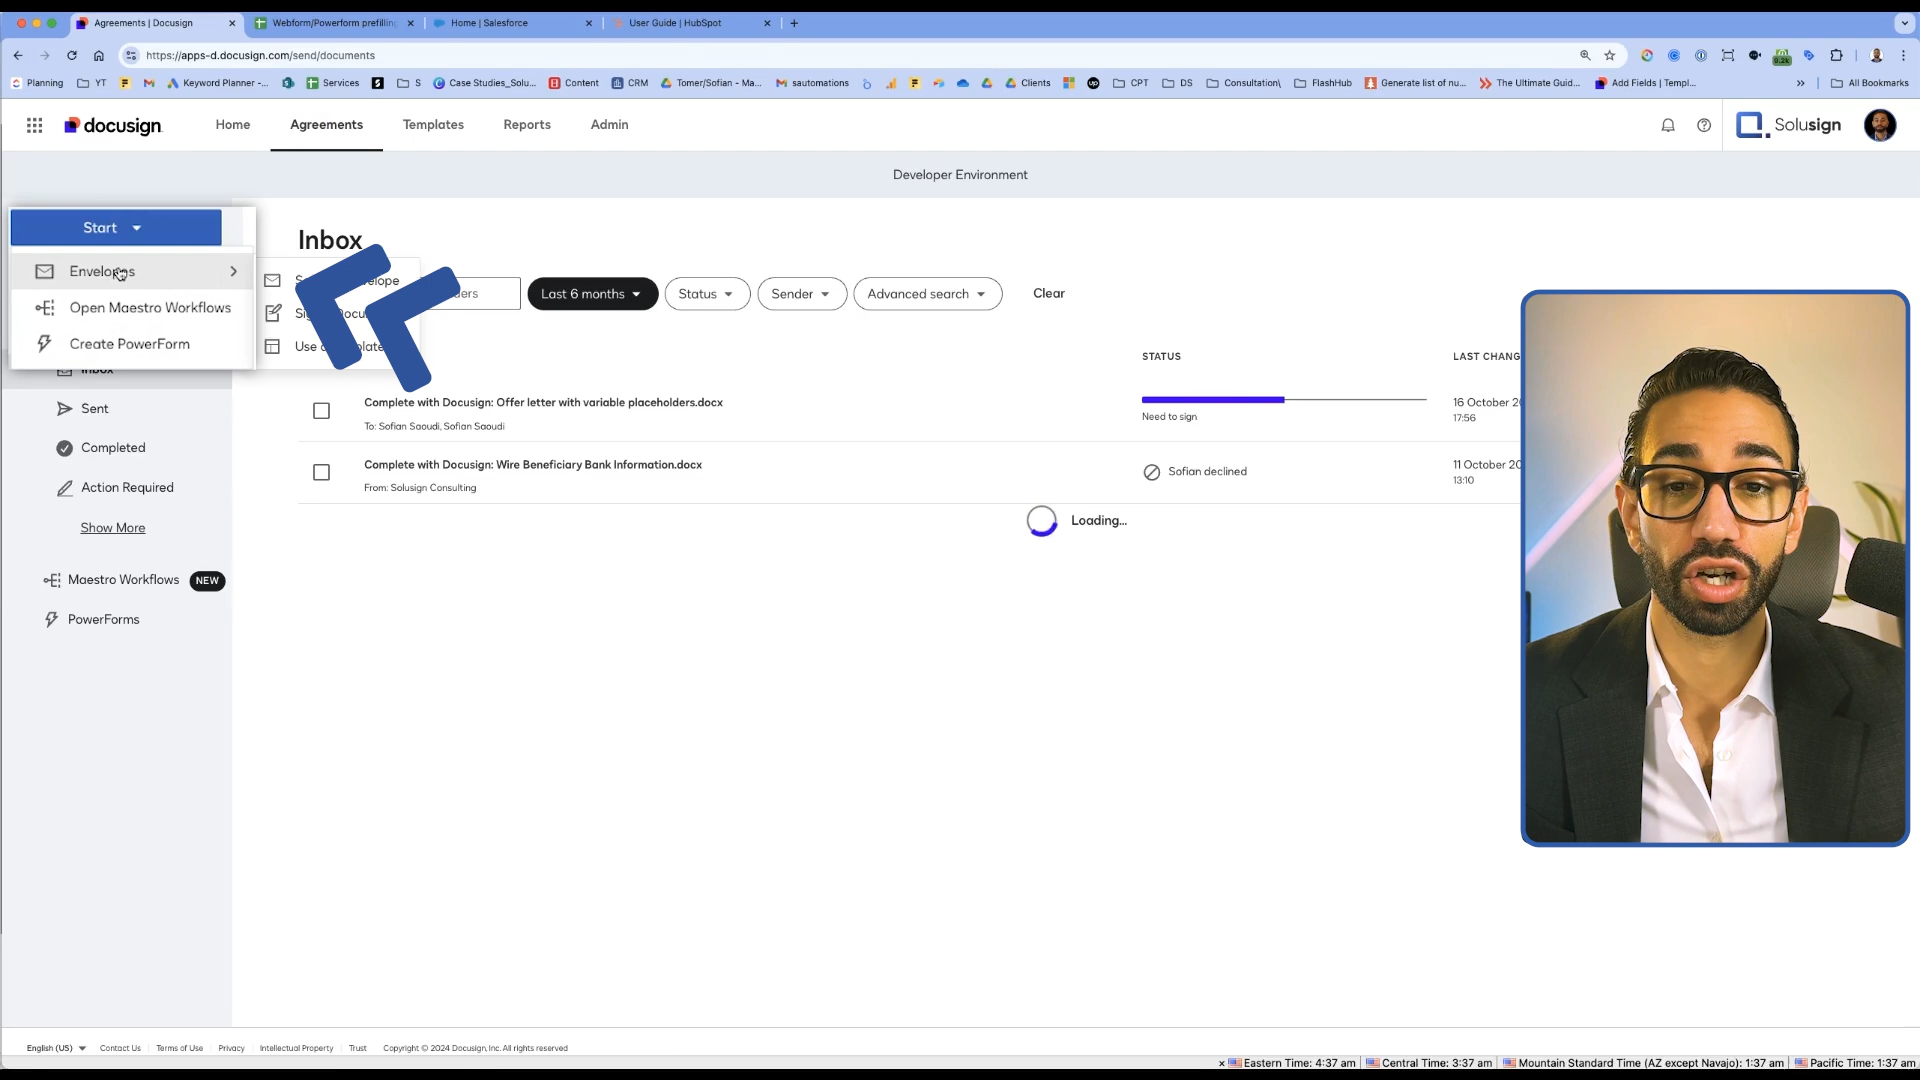 Agreements | Docusign
Webform/Powerform prefilling
Home | Salesforce
User Guide | HubSpot
https://apps-d.docusign.com/send/documents
Planning
YT
Keyword Planner -...
Services
S
Case Studies_Solu...
Content
CRM
Tomer/Sofian - Ma...
sautomations
Clients
CPT
DS
Consultation\
FlashHub
Generate list of nu...
The Ultimate Guid...
Add Fields | Templ...
All Bookmarks
docusign
Home
Agreements
Templates
Reports
Admin
Solusign
Developer Environment
Start
Envelopes
Open Maestro Workflows
Create PowerForm
Inbox
Sent
Completed
Action Required
Show More
Maestro Workflows NEW
PowerForms
Inbox
Last 6 months
Status
Sender
Advanced search
Clear
Use
STATUS
LAST CHANG
Complete with Docusign: Offer letter with variable placeholders.docx
To: Sofian Saoudi, Sofian Saoudi
Need to sign
16 October 20
17:56
Complete with Docusign: Wire Beneficiary Bank Information.docx
From: Solusign Consulting
Sofian declined
11 October 20
13:10
Loading...
English (US)
Contact Us
Terms of Use
Privacy
Intellectual Property
Trust
Copyright © 2024 Docusign, Inc. All rights reserved
× Eastern Time: 4:37 am
Central Time: 3:37 am
Mountain Standard Time (AZ except Navajo): 1:37 am
Pacific Time: 1:37 am